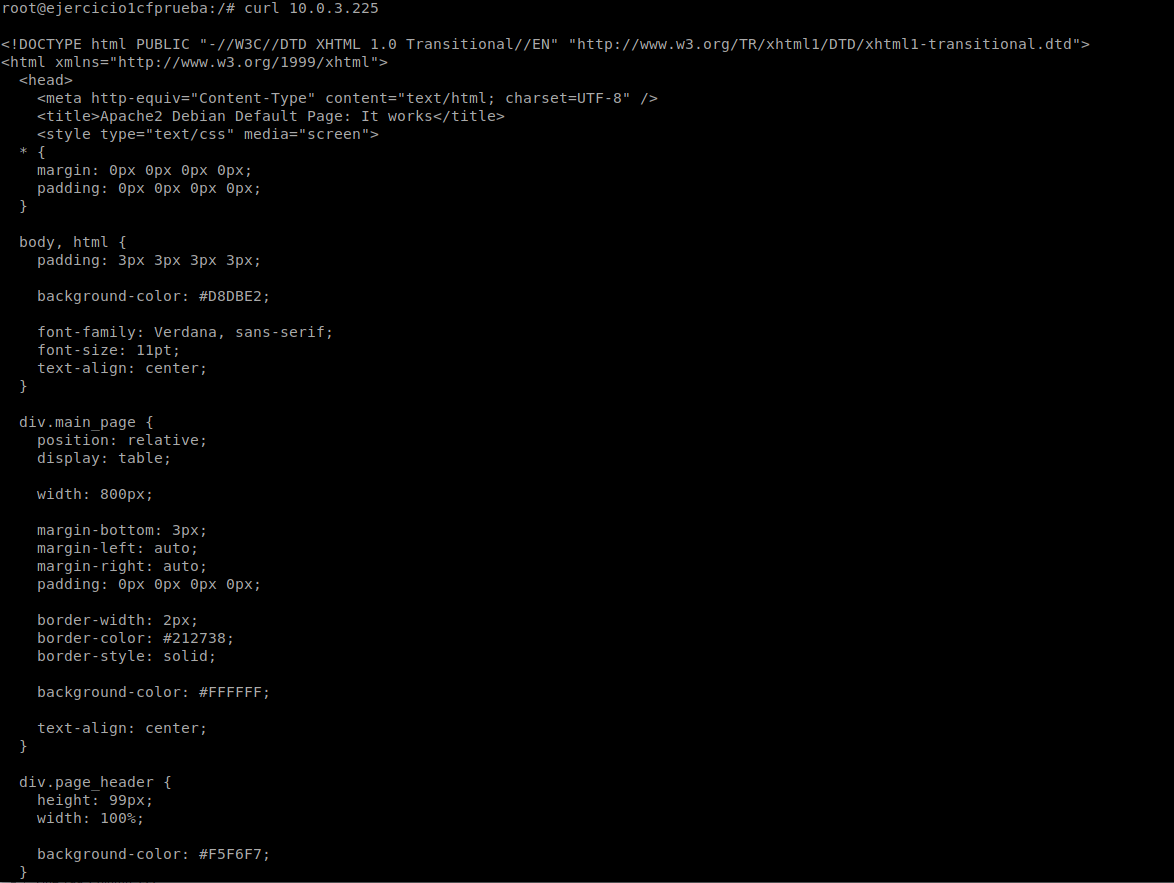 root@ejercicio1cfprueba:/# curl 10.0.3.225
<!DOCTYPE html PUBLIC "-//W3C//DTD XHTML 1.0 Transitional//EN" "http://www.w3.org/TR/xhtml1/DTD/xhtml1-transitional.dtd">
<html xmlns="http://www.w3.org/1999/xhtml">
  <head>
    <meta http-equiv="Content-Type" content="text/html; charset=UTF-8" />
    <title>Apache2 Debian Default Page: It works</title>
    <style type="text/css" media="screen">
  * {
    margin: 0px 0px 0px 0px;
    padding: 0px 0px 0px 0px;
  }
  body, html {
    padding: 3px 3px 3px 3px;
    background-color: #D8DBE2;
    font-family: Verdana, sans-serif;
    font-size: 11pt;
    text-align: center;
  }
  div.main_page {
    position: relative;
    display: table;
    width: 800px;
    margin-bottom: 3px;
    margin-left: auto;
    margin-right: auto;
    padding: 0px 0px 0px 0px;
    border-width: 2px;
    border-color: #212738;
    border-style: solid;
    background-color: #FFFFFF;
    text-align: center;
  }
  div.page_header {
    height: 99px;
    width: 100%;
    background-color: #F5F6F7;
  }